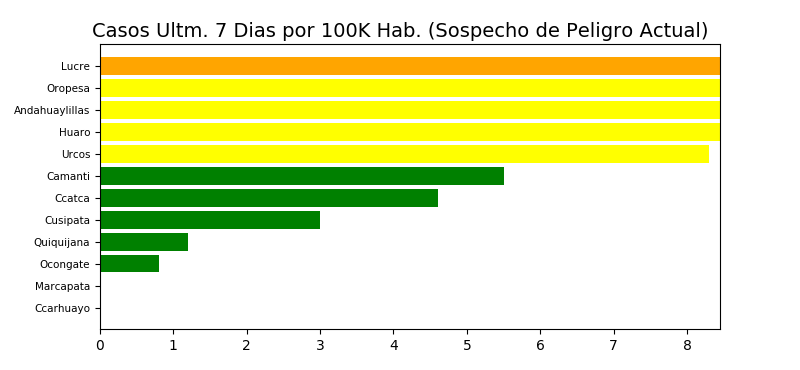 Casos Ultm. 7 Dias por 100K Hab. (Sospecho de Peligro Actual)
Lucre
Oropesa
Andahuaylillas
Huaro
Urcos
Camanti
Ccatca
Cusipata
Quiquijana
Ocongate
Marcapata
Ccarhuayo
0 1 2 3 4 5 6 7 8